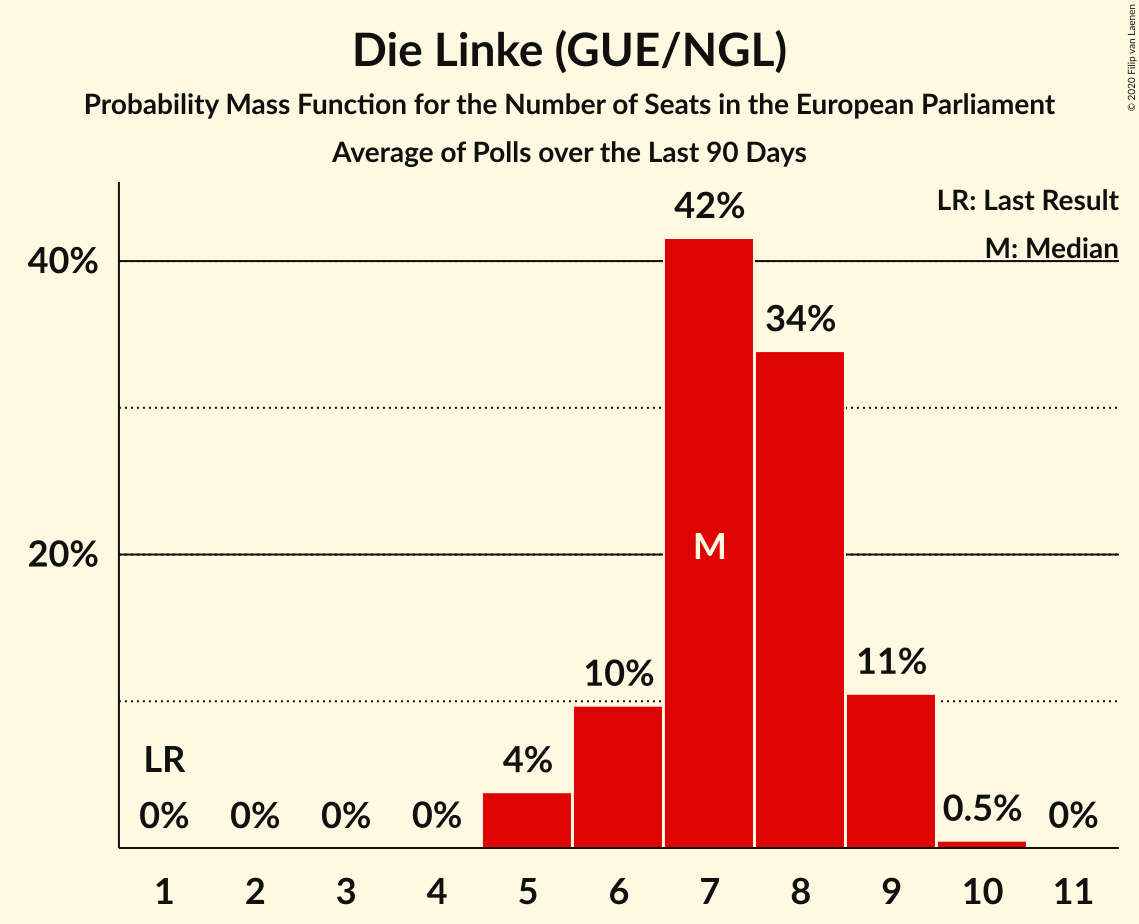 Die Linke (GUE/NGL)
Probability Mass Function for the Number of Seats in the European Parliament
Average of Polls over the Last 90 Days
© 2020 Filip van Laenen
LR: Last Result
M: Median
42%
40%
34%
20%
M
11%
10%
LR
4%
0% 0% 0% 0% 0.5% 0%
1 2 3 4 5 6 7 8 9 10 11